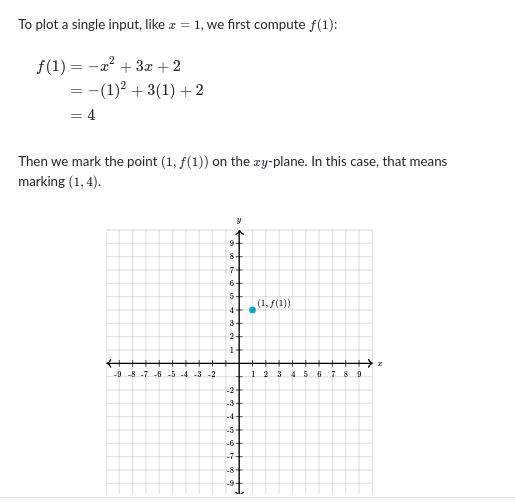 To plot a single input, like x = 1, we first compute f(1):
f(1) = −x² + 3x + 2
= −(1)² + 3(1) + 2
= 4
Then we mark the point (1, f(1)) on the xy-plane. In this case, that means
marking (1, 4).
y
9
8
7
6
5
(1, f(1))
4
3
2
1
x
-9 -8 -7 -6 -5 -4 -3 -2 1 2 3 4 5 6 7 8 9
-2
-3
-4
-5
-6
-7
-8
-9